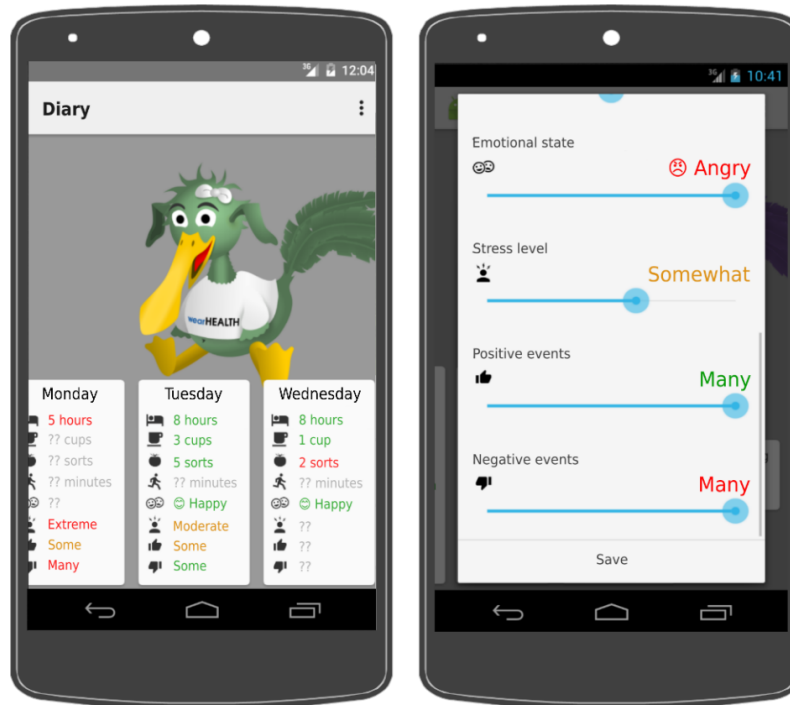 3G 12:04
Diary
wearHEALTH
Monday
5 hours
?? cups
?? sorts
?? minutes
??
Extreme
Some
Many
Tuesday
8 hours
3 cups
5 sorts
?? minutes
Happy
Moderate
Some
Some
Wednesday
8 hours
1 cup
2 sorts
?? minutes
Happy
??
??
??
3G 10:41
Emotional state
Angry
Stress level
Somewhat
Positive events
Many
Negative events
Many
g
Save